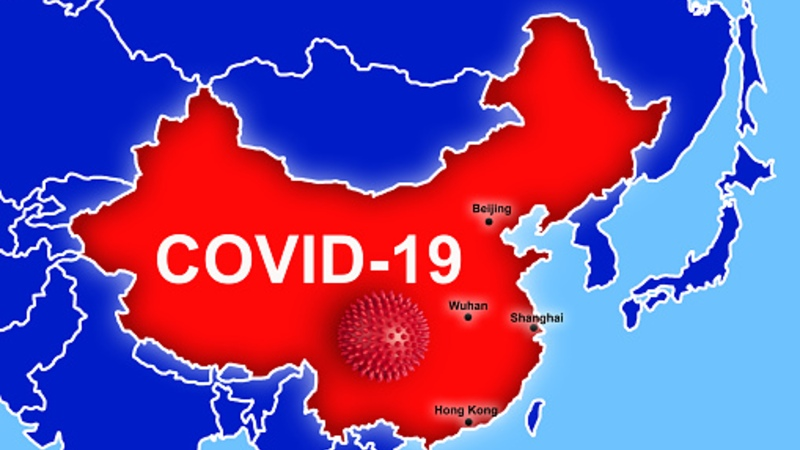 Beijing
COVID-19
Wuhan
Shanghai
Hong Kong